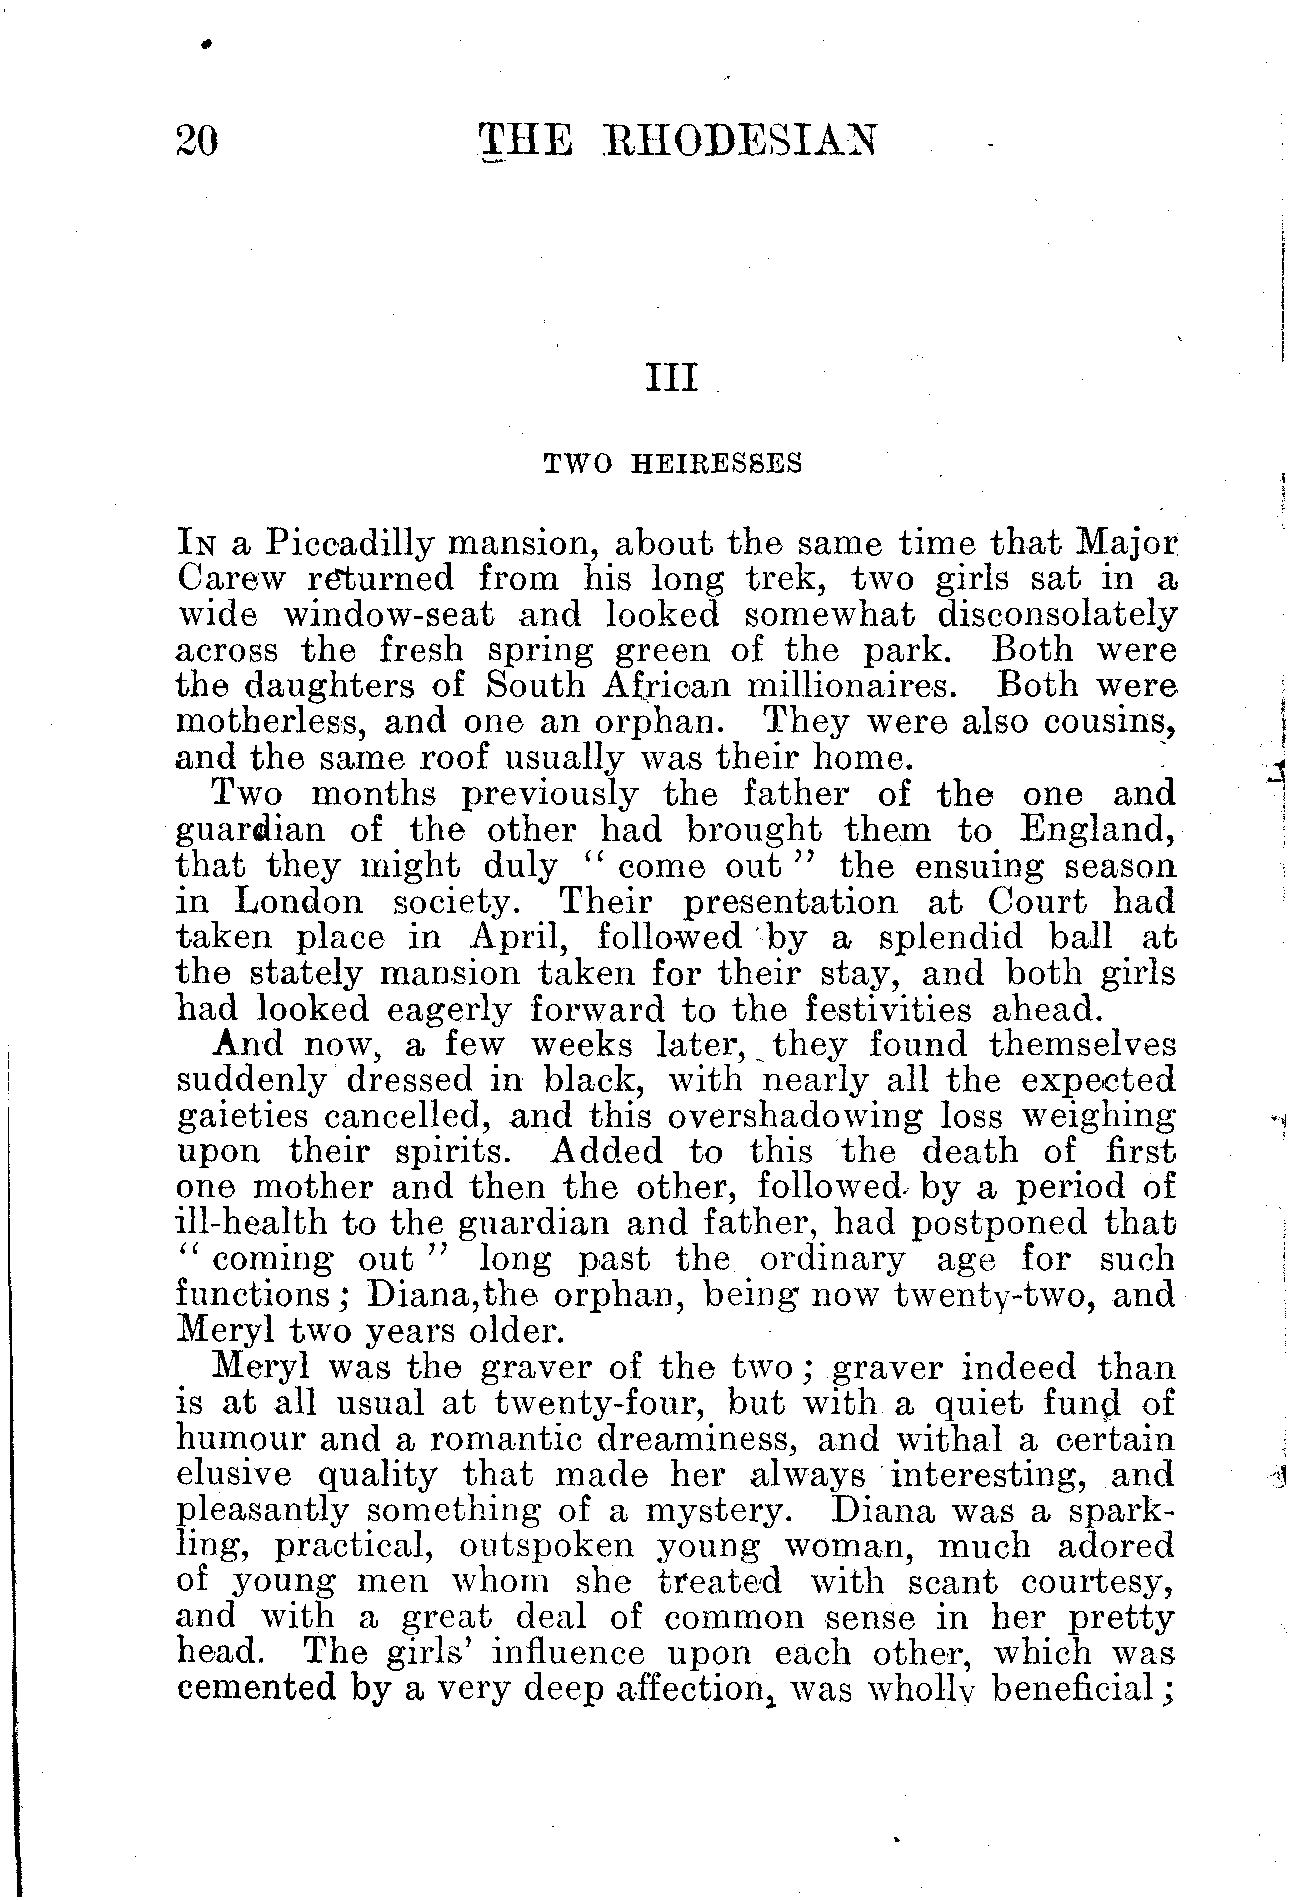 20 THE RHODESIAN
III
TWO HEIRESSES
IN a Piccadilly mansion, about the same time that Major
Carew returned from his long trek, two girls sat in a
wide window-seat and looked somewhat disconsolately
across the fresh spring green of the park. Both were
the daughters of South African millionaires. Both were
motherless, and one an orphan. They were also cousins,
and the same roof usually was their home.
Two months previously the father of the one and
guardian of the other had brought them to England,
that they might duly " come out " the ensuing season
in London society. Their presentation at Court had
taken place in April, followed by a splendid ball at
the stately mansion taken for their stay, and both girls
had looked eagerly forward to the festivities ahead.
And now, a few weeks later, they found themselves
suddenly dressed in black, with nearly all the expected
gaieties cancelled, and this overshadowing loss weighing
upon their spirits. Added to this the death of first
one mother and then the other, followed by a period of
ill-health to the guardian and father, had postponed that
" coming out " long past the ordinary age for such
functions; Diana,the orphan, being now twenty-two, and
Meryl two years older.
Meryl was the graver of the two; graver indeed than
is at all usual at twenty-four, but with a quiet fund of
humour and a romantic dreaminess, and withal a certain
elusive quality that made her always interesting, and
pleasantly something of a mystery. Diana was a spark-
ling, practical, outspoken young woman, much adored
of young men whom she treated with scant courtesy,
and with a great deal of common sense in her pretty
head. The girls' influence upon each other, which was
cemented by a very deep affection, was wholly beneficial;